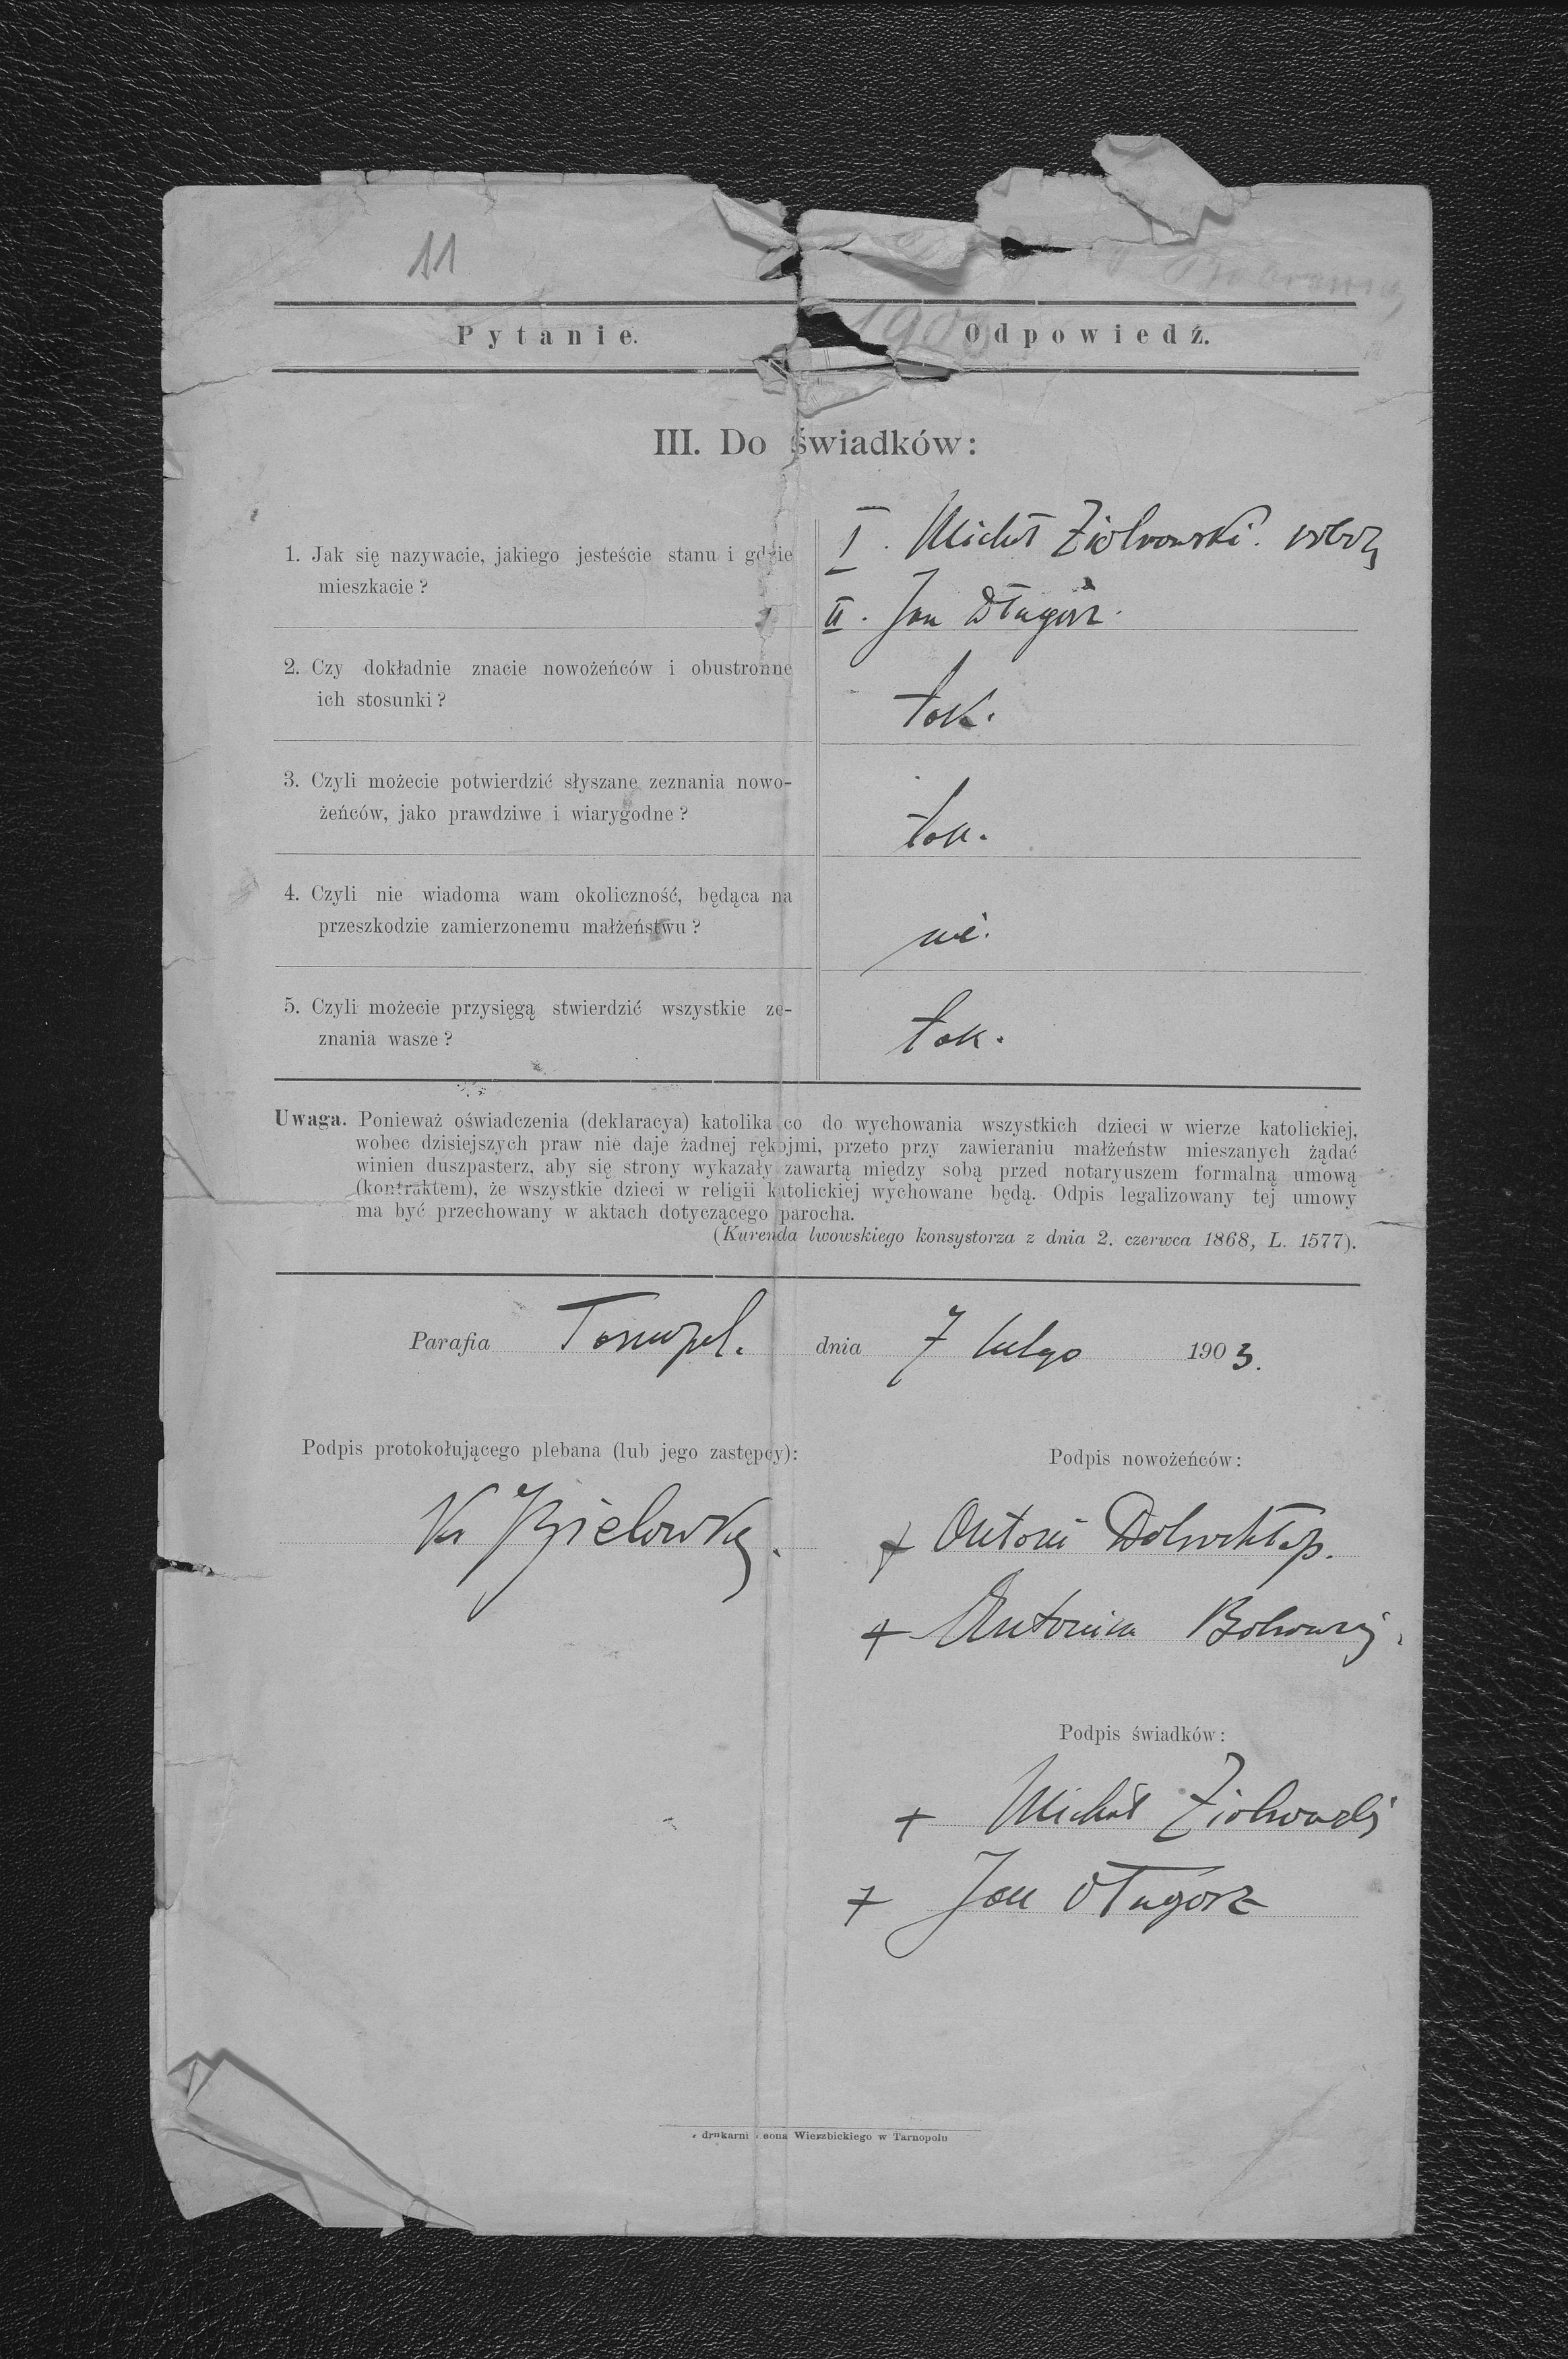 11
Pytanie.
Odpowiedź.
III. Do świadków:
1. Jak się nazywacie, jakiego jesteście stanu i gdzie
mieszkacie?
I. Michał Ziółkowski.
II. Jan Długosz.
2. Czy dokładnie znacie nowożeńców i obustronne
ich stosunki?
tak.
3. Czyli możecie potwierdzić słyszane zeznania nowo-
żeńców, jako prawdziwe i wiarygodne?
tak.
4. Czyli nie wiadoma wam okoliczność, będąca na
przeszkodzie zamierzonemu małżeństwu?
nie.
5. Czyli możecie przysięgą stwierdzić wszystkie ze-
znania wasze?
tak.
Uwaga. Ponieważ oświadczenia (deklaracya) katolika co do wychowania wszystkich dzieci w wierze katolickiej,
wobec dzisiejszych praw nie daje żadnej rękojmi, przeto przy zawieraniu małżeństw mieszanych żądać
winien duszpasterz, aby się strony wykazały zawartą między sobą przed notaryuszem formalną umową
(kontraktem), że wszystkie dzieci w religii katolickiej wychowane będą. Odpis legalizowany tej umowy
ma być przechowany w aktach dotyczącego parocha.
(Kurenda lwowskiego konsystorza z dnia 2. czerwca 1868, L. 1577).
Parafia Tarnopol. dnia 7 lutego 1903.
Podpis protokołującego plebana (lub jego zastępcy):
Podpis nowożeńców:
+ Antoni
+ Antonina
Podpis świadków:
+ Michał Ziółkowski
+ Jan Długosz
drukarni Leona Wierzbickiego w Tarnopolu